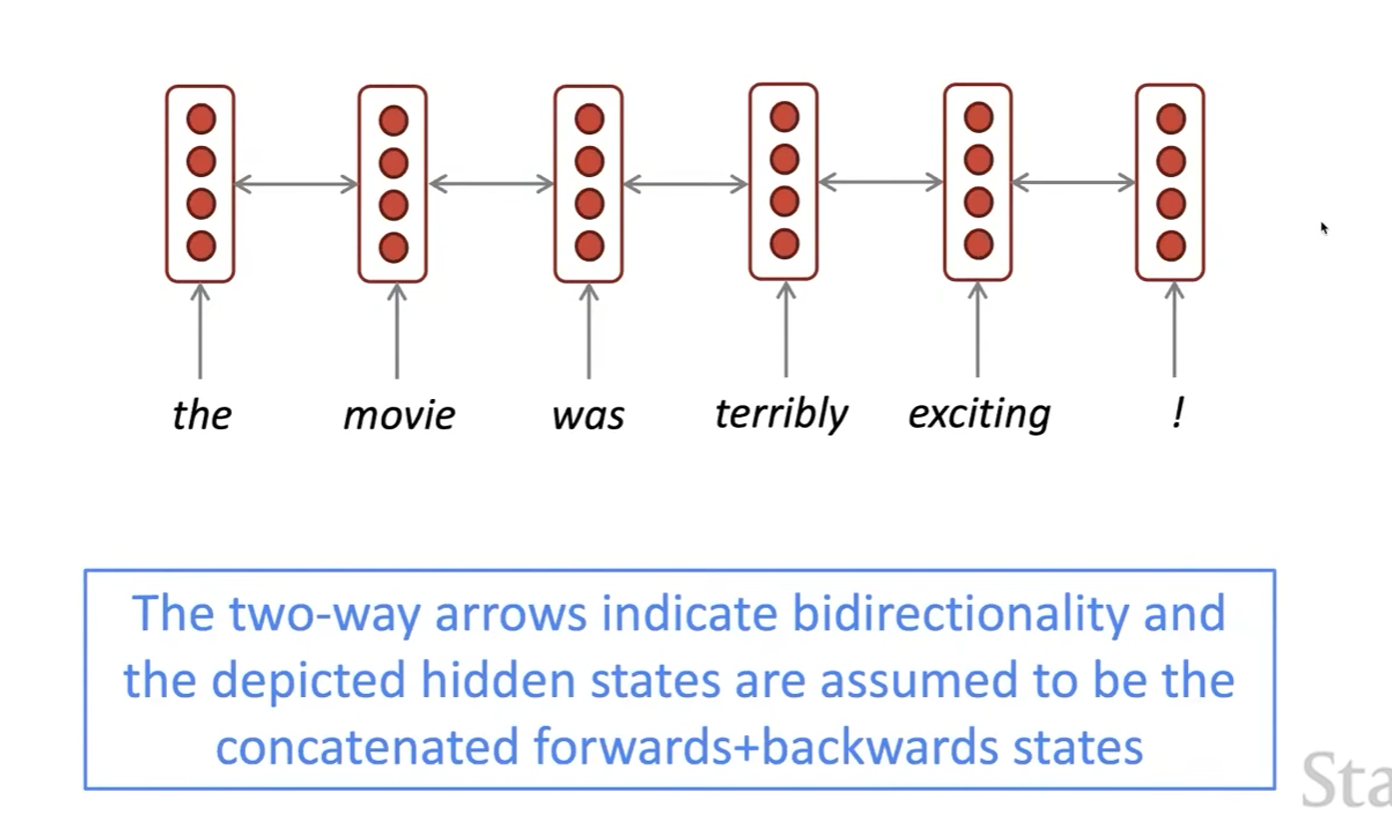 the movie was terribly exciting !
The two-way arrows indicate bidirectionality and
the depicted hidden states are assumed to be the
concatenated forwards+backwards states
Sta